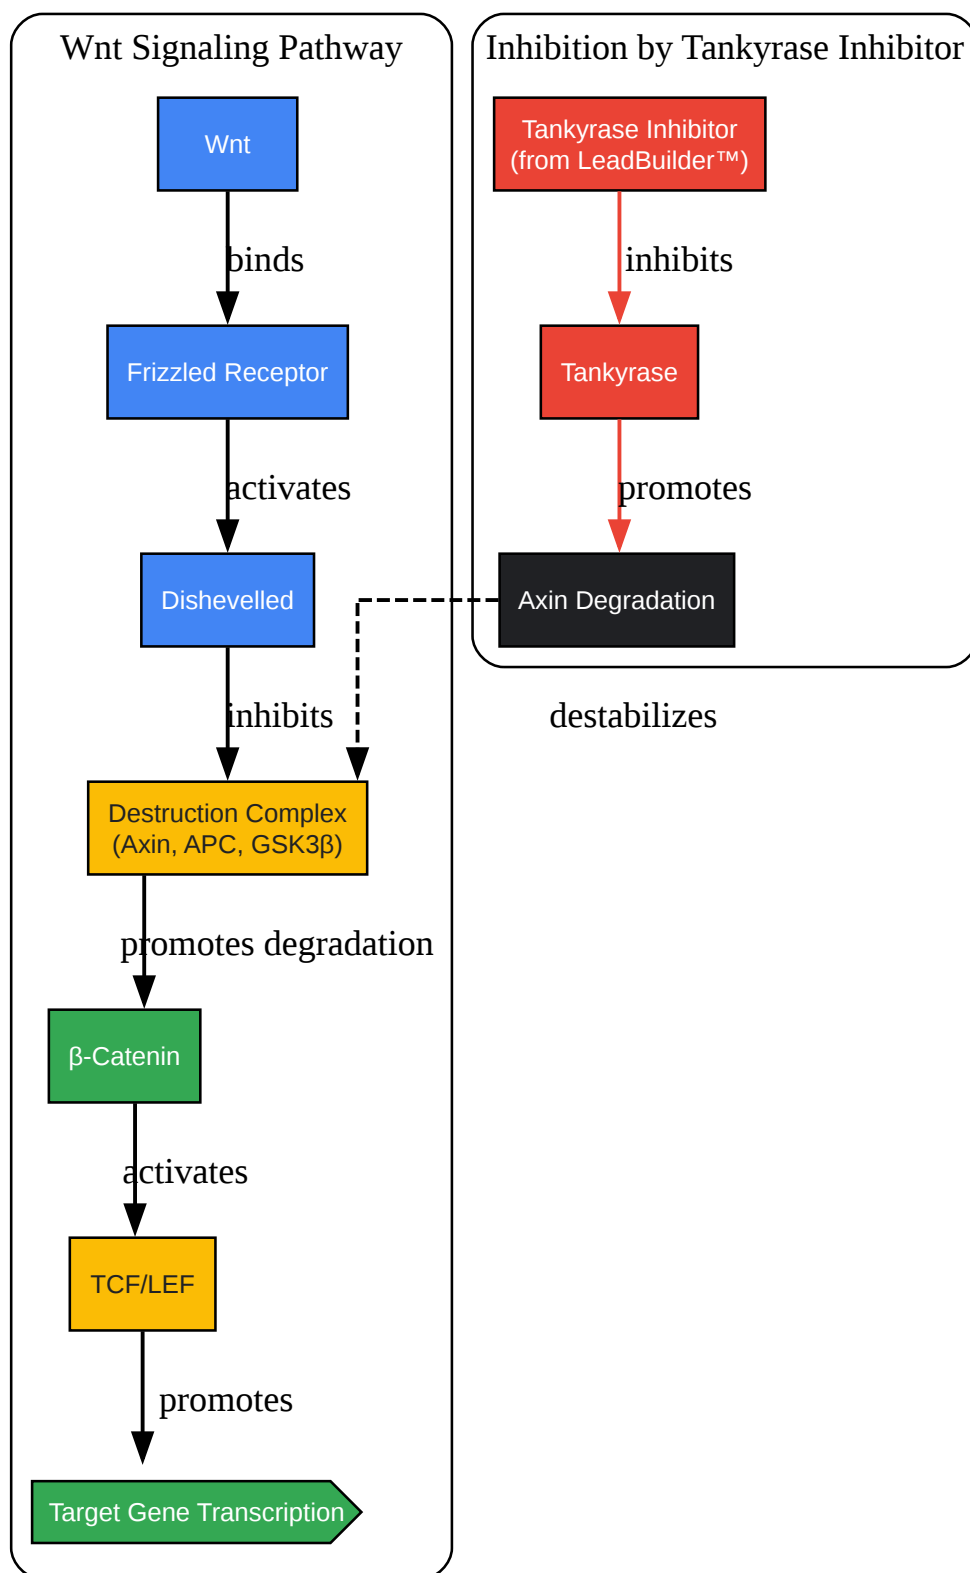 Wnt Signaling Pathway
Wnt
binds
Frizzled Receptor
activates
Dishevelled
inhibits
Destruction Complex
(Axin, APC, GSK3β)
promotes degradation
β-Catenin
activates
TCF/LEF
promotes
Target Gene Transcription
Inhibition by Tankyrase Inhibitor
Tankyrase Inhibitor
(from LeadBuilder™)
inhibits
Tankyrase
promotes
Axin Degradation
destabilizes